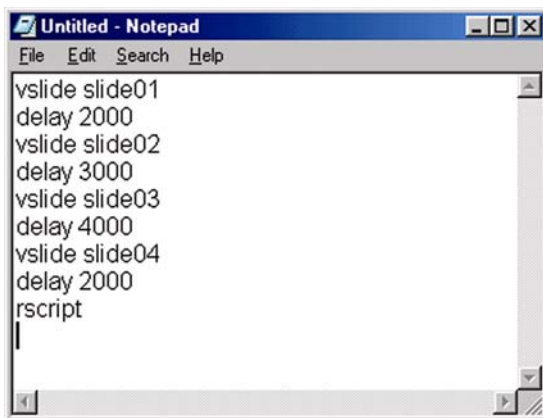 Untitled - Notepad
File Edit Search Help
vslide slide01
delay 2000
vslide slide02
delay 3000
vslide slide03
delay 4000
vslide slide04
delay 2000
rscript